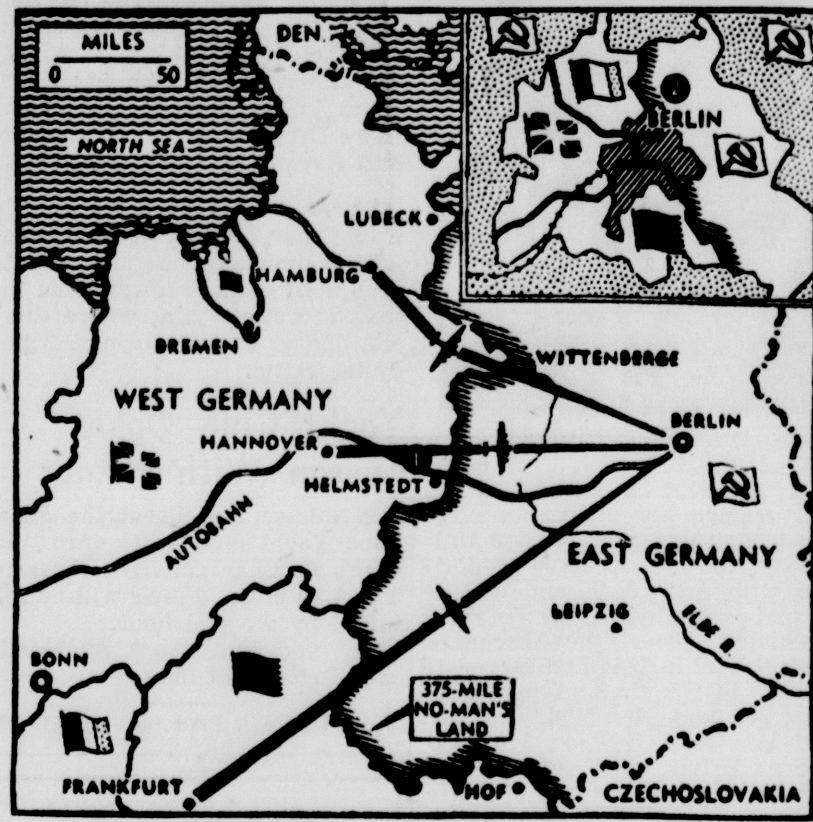 MILES
0 50
DEN.
NORTH SEA
BERLIN
LUBECK
HAMBURG
BREMEN
WITTENBERGE
WEST GERMANY
BERLIN
HANNOVER
HELMSTEDT
AUTOBAHN
EAST GERMANY
LEIPZIG
ELBE R.
BONN
375-MILE
NO-MAN'S
LAND
FRANKFURT
HOF
CZECHOSLOVAKIA